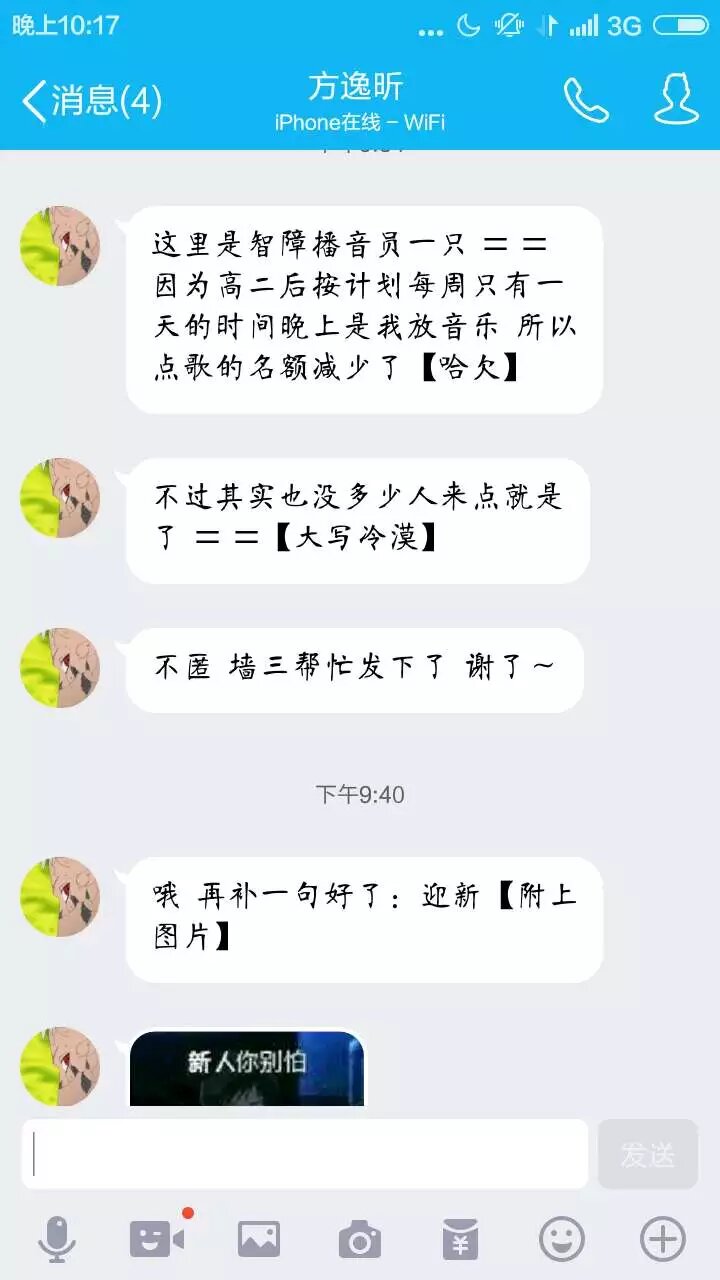 晚上10:17
3G
消息(4)
方逸昕
iPhone在线 - WiFi
这里是智障播音员一只 = =
因为高二后按计划每周只有一
天的时间晚上是我放音乐 所以
点歌的名额减少了【哈欠】
不过其实也没多少人来点就是
了 = =【大写冷漠】
不匿 墙三帮忙发下了 谢了~
下午9:40
哦 再补一句好了：迎新【附上
图片】
新人你别怕
发送